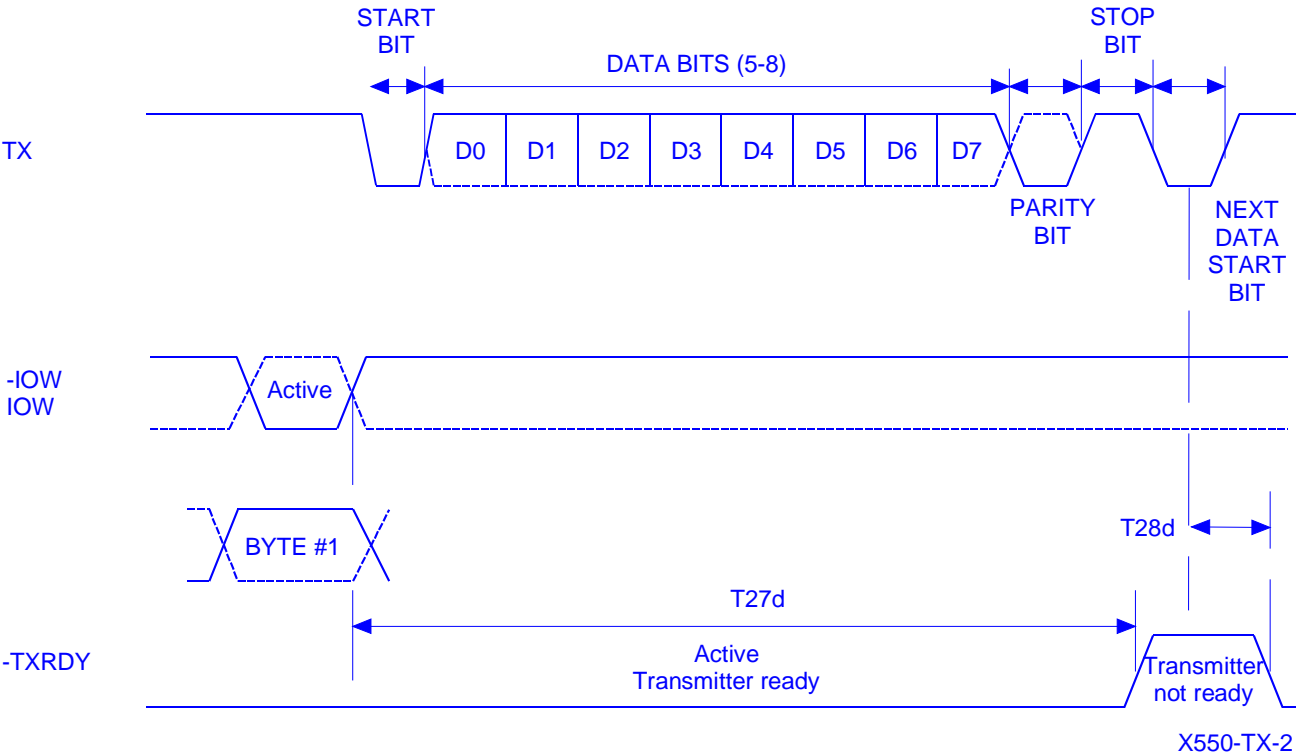 START
BIT
STOP
BIT
DATA BITS (5-8)
TX
D0 D1 D2 D3 D4 D5 D6 D7
PARITY
BIT
NEXT
DATA
START
BIT
-IOW
IOW
Active
T28d
BYTE #1
T27d
-TXRDY
Active
Transmitter ready
Transmitter
not ready
X550-TX-2